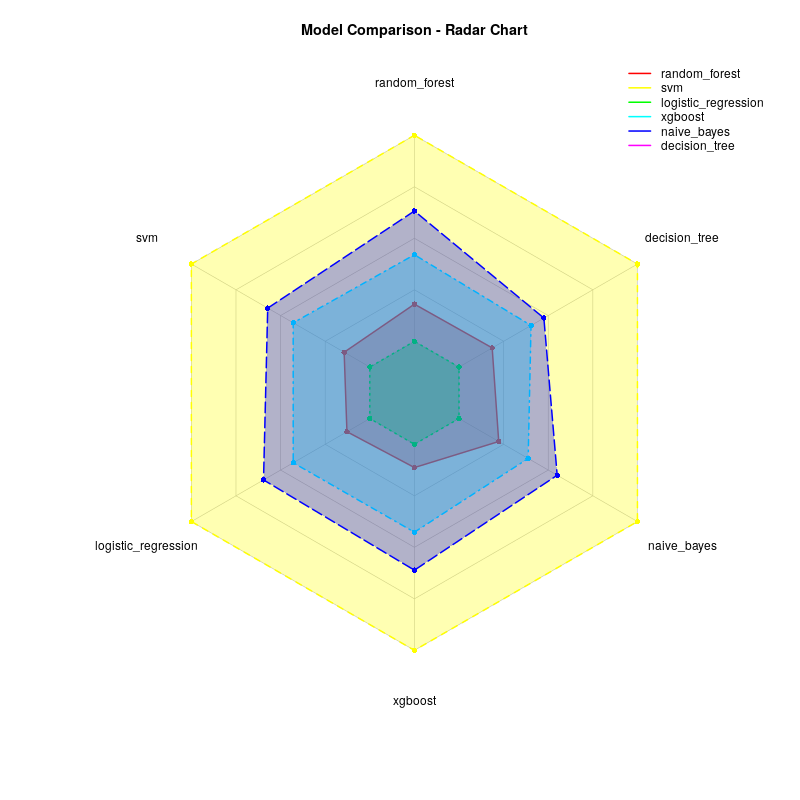 Model Comparison - Radar Chart
random_forest
random_forest
svm
logistic_regression
xgboost
naive_bayes
decision_tree
svm
decision_tree
logistic_regression
naive_bayes
xgboost